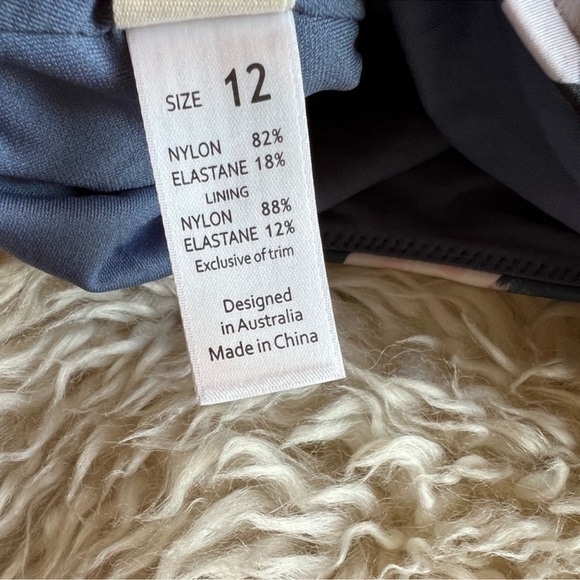 SIZE 12
NYLON 82%
ELASTANE 18%
LINING
NYLON 88%
ELASTANE 12%
Exclusive of trim
Designed
in Australia
Made in China